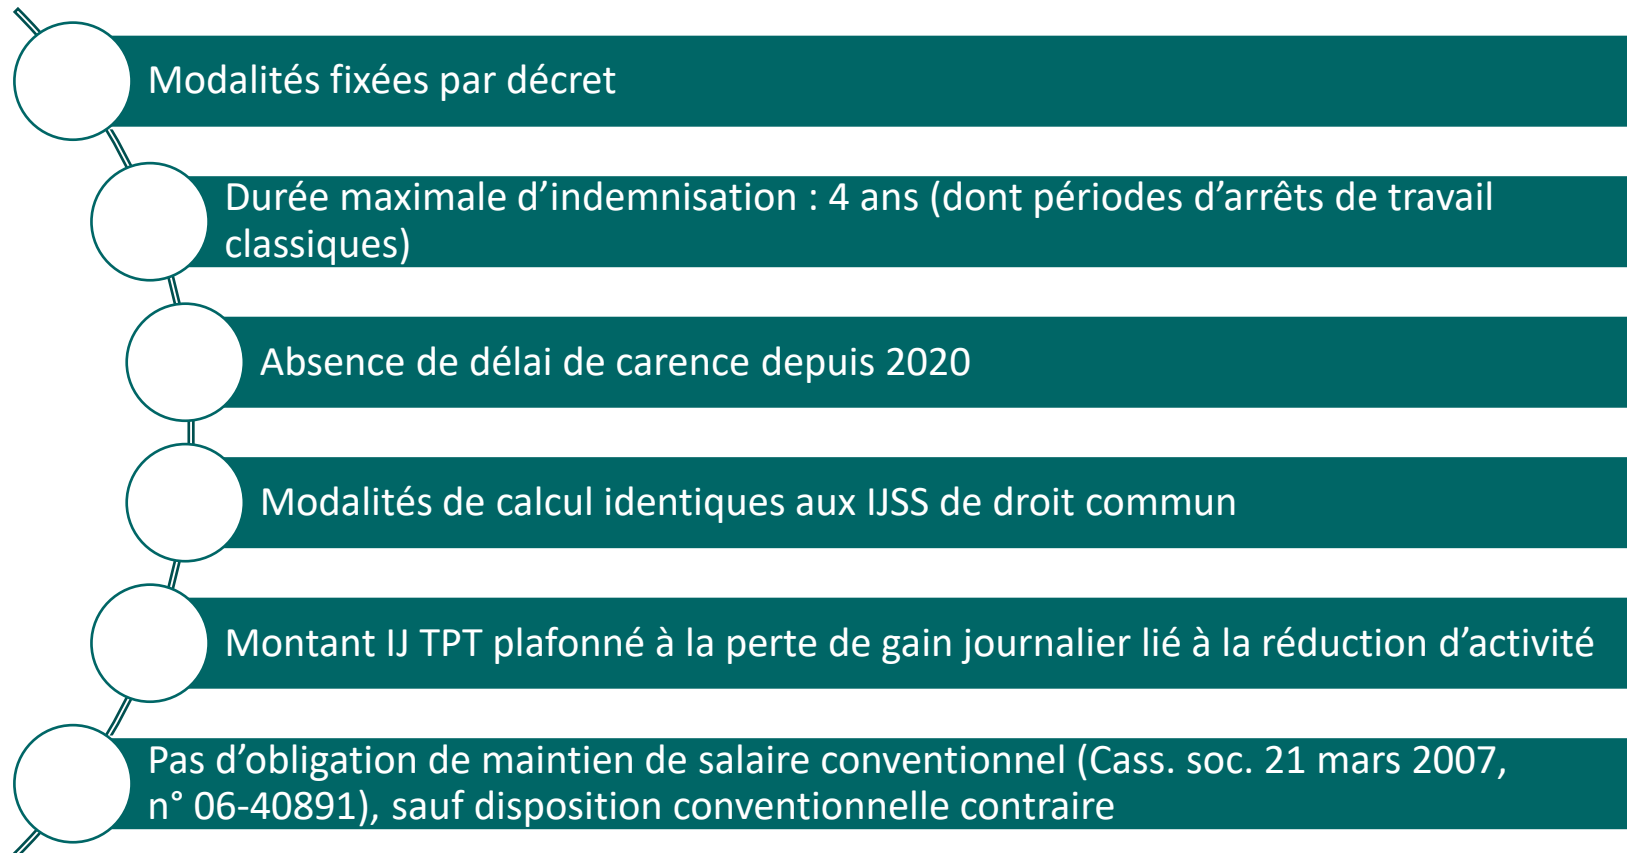 Modalités fixées par décret
Durée maximale d’indemnisation : 4 ans (dont périodes d’arrêts de travail
classiques)
Absence de délai de carence depuis 2020
Modalités de calcul identiques aux IJSS de droit commun
Montant IJ TPT plafonné à la perte de gain journalier lié à la réduction d’activité
Pas d’obligation de maintien de salaire conventionnel (Cass. soc. 21 mars 2007,
n° 06-40891), sauf disposition conventionnelle contraire